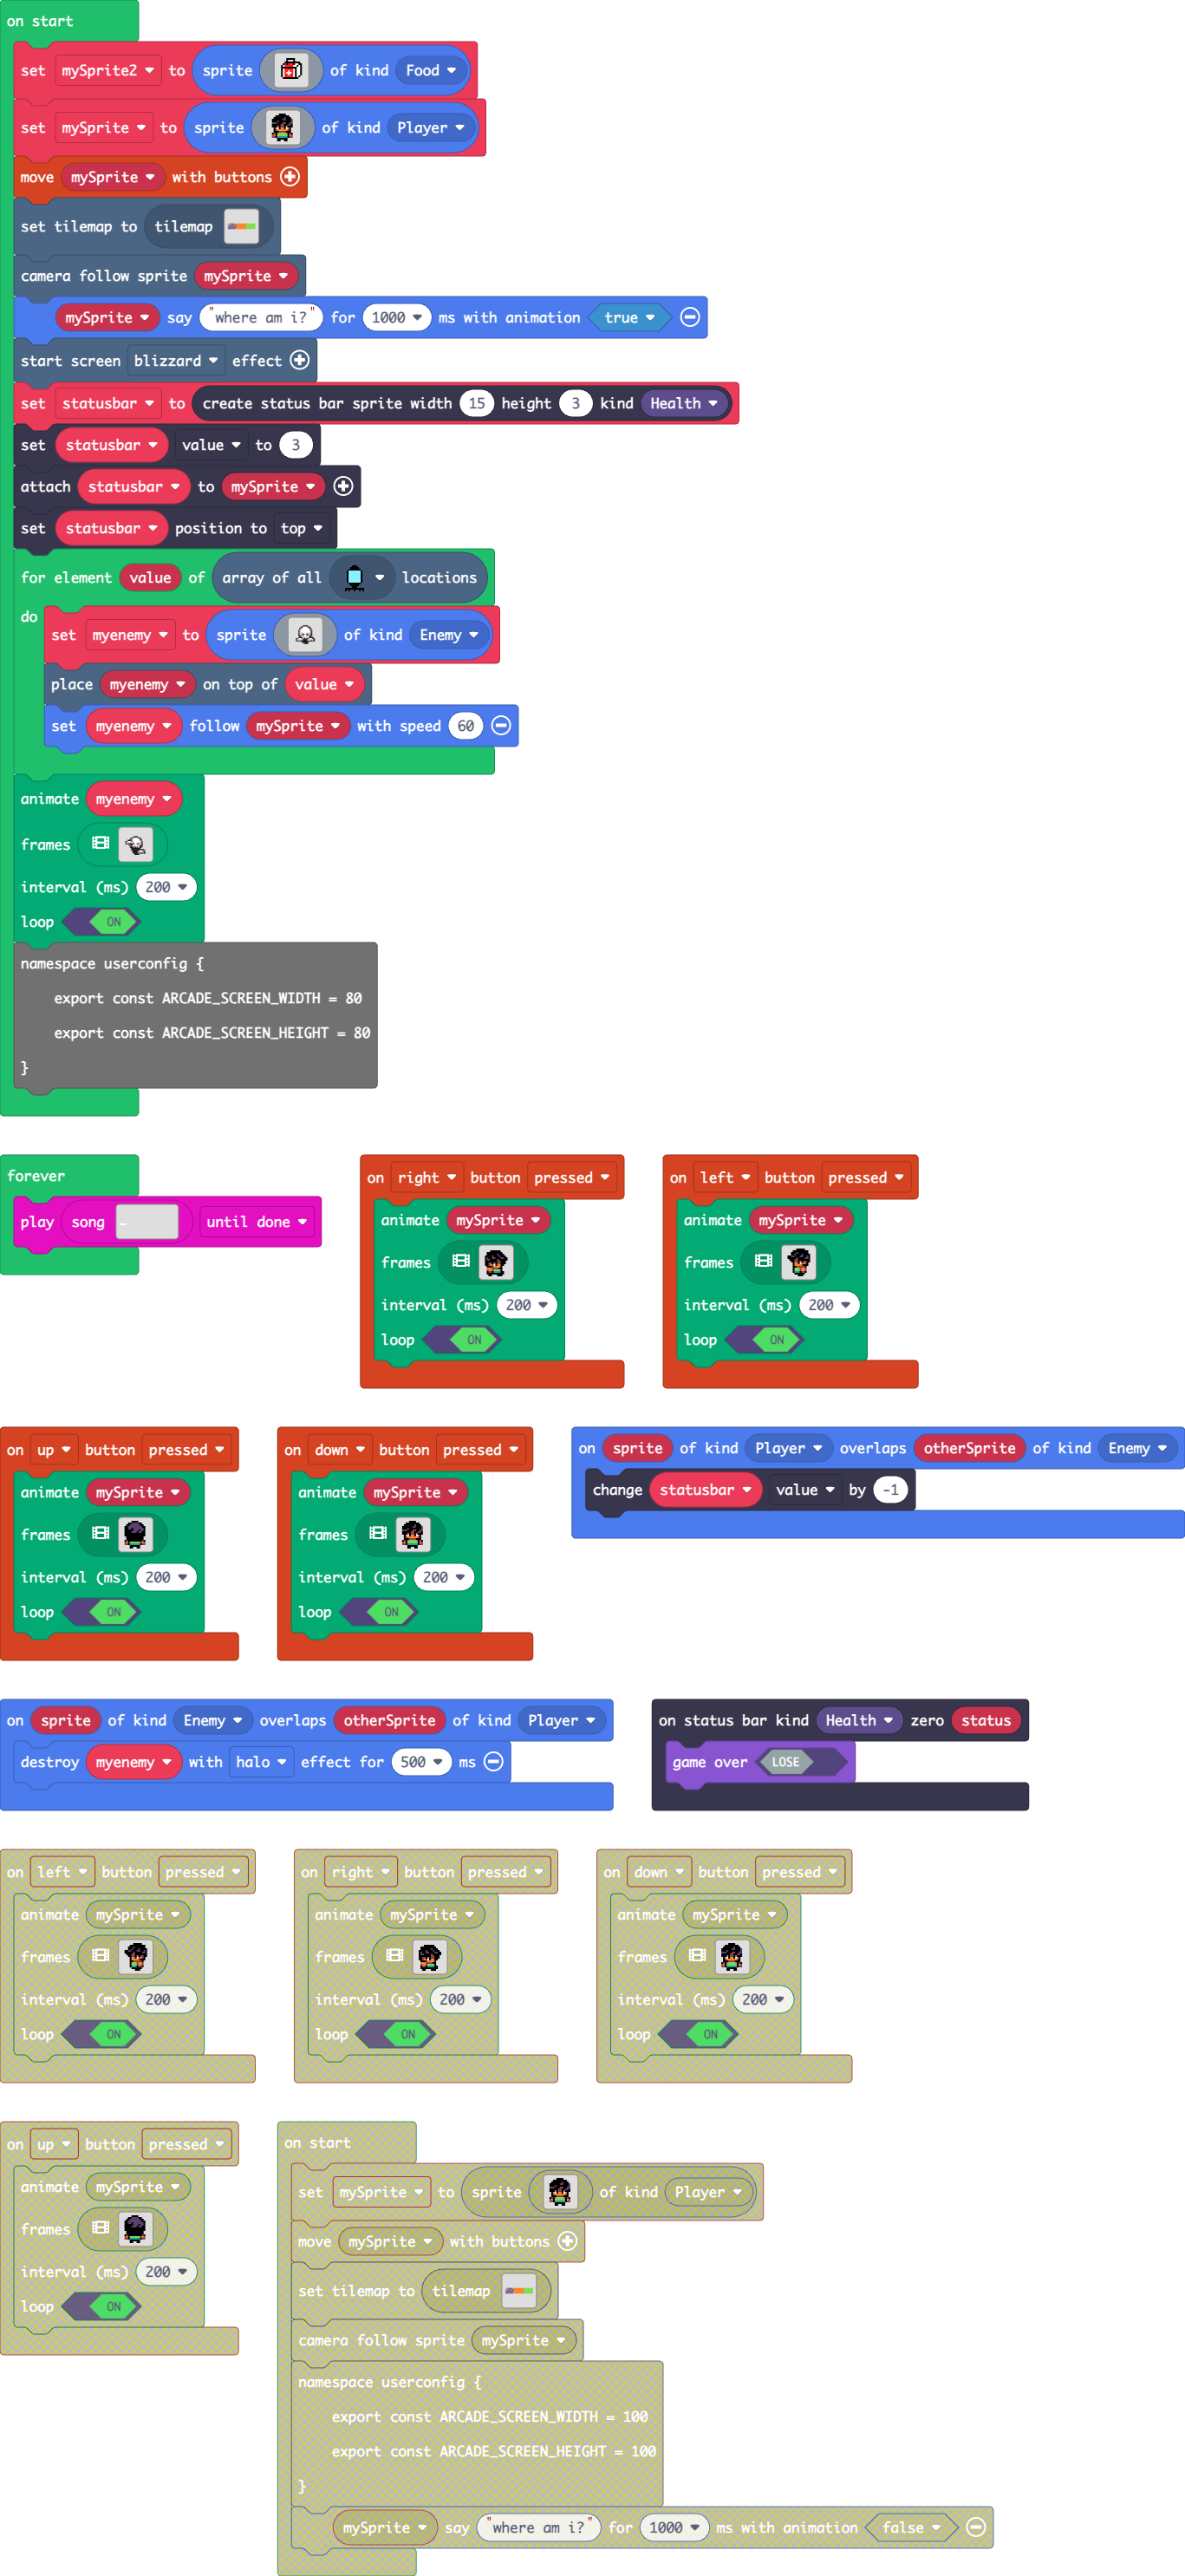 on start
set mySprite2 to sprite of kind Food
set mySprite to sprite of kind Player
move mySprite with buttons
set tilemap to tilemap
camera follow sprite mySprite
mySprite say "where am i?" for 1000 ms with animation true
start screen blizzard effect
set statusbar to create status bar sprite width 15 height 3 kind Health
set statusbar value to 3
attach statusbar to mySprite
set statusbar position to top
for element value of array of all locations
do
set myenemy to sprite of kind Enemy
place myenemy on top of value
set myenemy follow mySprite with speed 60
animate myenemy
frames
interval (ms) 200
loop ON
namespace userconfig {
export const ARCADE_SCREEN_WIDTH = 80
export const ARCADE_SCREEN_HEIGHT = 80
}
forever
play song until done
on right button pressed
animate mySprite
frames
interval (ms) 200
loop ON
on left button pressed
animate mySprite
frames
interval (ms) 200
loop ON
on up button pressed
animate mySprite
frames
interval (ms) 200
loop ON
on down button pressed
animate mySprite
frames
interval (ms) 200
loop ON
on sprite of kind Player overlaps otherSprite of kind Enemy
change statusbar value by -1
on sprite of kind Enemy overlaps otherSprite of kind Player
destroy myenemy with halo effect for 500 ms
on status bar kind Health zero status
game over LOSE
on left button pressed
animate mySprite
frames
interval (ms) 200
loop ON
on right button pressed
animate mySprite
frames
interval (ms) 200
loop ON
on down button pressed
animate mySprite
frames
interval (ms) 200
loop ON
on up button pressed
animate mySprite
frames
interval (ms) 200
loop ON
on start
set mySprite to sprite of kind Player
move mySprite with buttons
set tilemap to tilemap
camera follow sprite mySprite
namespace userconfig {
export const ARCADE_SCREEN_WIDTH = 100
export const ARCADE_SCREEN_HEIGHT = 100
}
mySprite say "where am i?" for 1000 ms with animation false